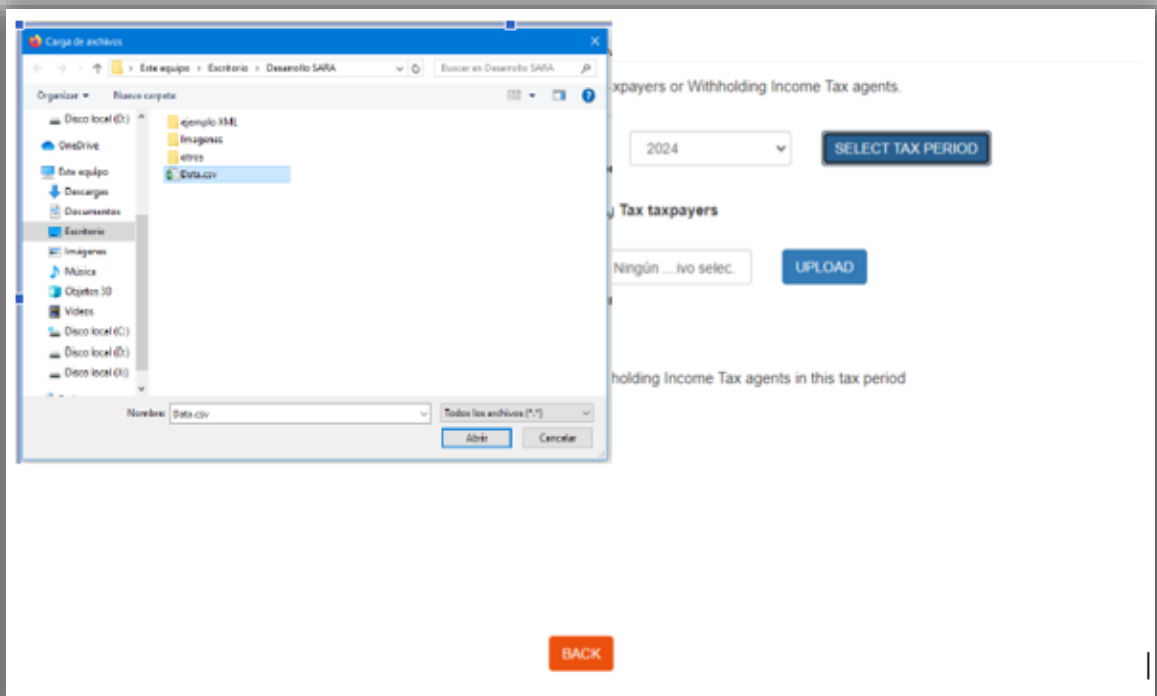 Carga de archivos
Este equipo > Escritorio > Desarrollo SARA
Buscar en Desarrollo SARA
Organizar
Nueva carpeta
Disco local (D:)
OneDrive
Este equipo
Descargas
Documentos
Escritorio
Imágenes
Música
Objetos 3D
Vídeos
Disco local (C:)
Disco local (D:)
Disco local (X:)
ejemplo XML
Imagenes
otros
Data.csv
Nombre: Data.csv
Todos los archivos (*.*)
Abrir
Cancelar
xpayers or Withholding Income Tax agents.
2024
SELECT TAX PERIOD
Tax taxpayers
Ningún ...ivo selec.
UPLOAD
holding Income Tax agents in this tax period
BACK